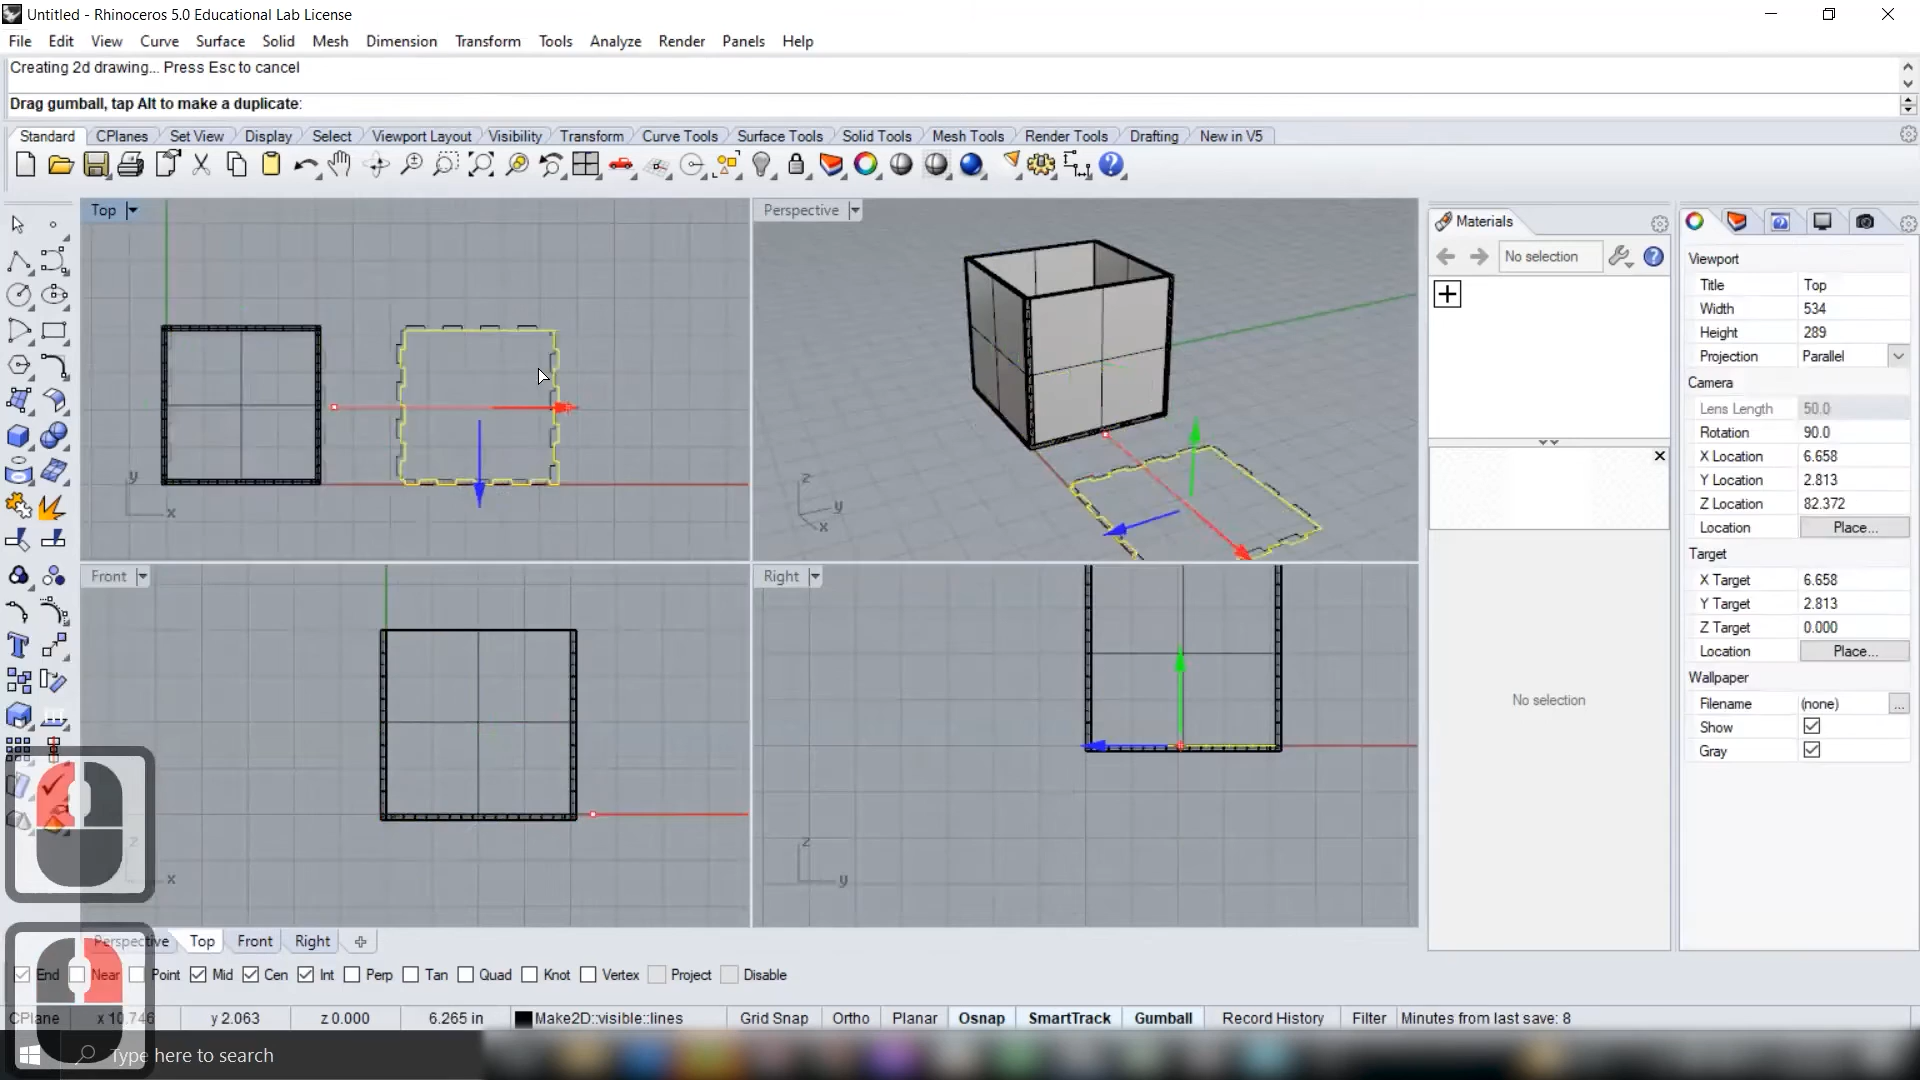 Untitled - Rhinoceros 5.0 Educational Lab License
File Edit View Curve Surface Solid Mesh Dimension Transform Tools Analyze Render Panels Help
Creating 2d drawing... Press Esc to cancel
Drag gumball, tap Alt to make a duplicate:
Standard CPlanes Set View Display Select Viewport Layout Visibility Transform Curve Tools Surface Tools Solid Tools Mesh Tools Render Tools Drafting New in V5
Top
y
x
Perspective
z
y
x
Front
z
x
Right
z
y
Materials
No selection
No selection
Viewport
Title Top
Width 534
Height 289
Projection Parallel
Camera
Lens Length 50.0
Rotation 90.0
X Location 6.658
Y Location 2.813
Z Location 82.372
Location Place...
Target
X Target 6.658
Y Target 2.813
Z Target 0.000
Location Place...
Wallpaper
Filename (none) ...
Show
Gray
Perspective Top Front Right
End Near Point Mid Cen Int Perp Tan Quad Knot Vertex Project Disable
CPlane x 10.746 y 2.063 z 0.000 6.265 in Make2D::visible::lines Grid Snap Ortho Planar Osnap SmartTrack Gumball Record History Filter Minutes from last save: 8
Type here to search